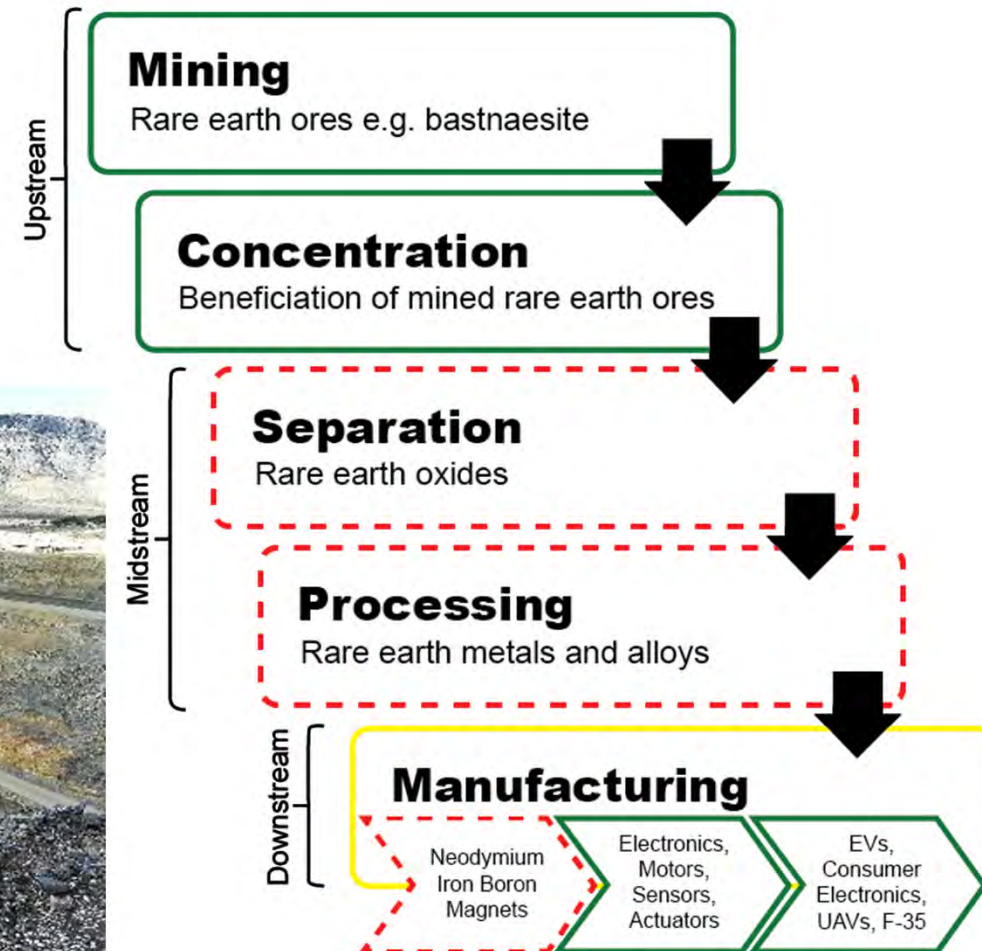 Upstream
Mining
Rare earth ores e.g. bastnaesite
Concentration
Beneficiation of mined rare earth ores
Midstream
Separation
Rare earth oxides
Processing
Rare earth metals and alloys
Downstream
Manufacturing
Neodymium
Iron Boron
Magnets
Electronics,
Motors,
Sensors,
Actuators
EVs,
Consumer
Electronics,
UAVs, F-35